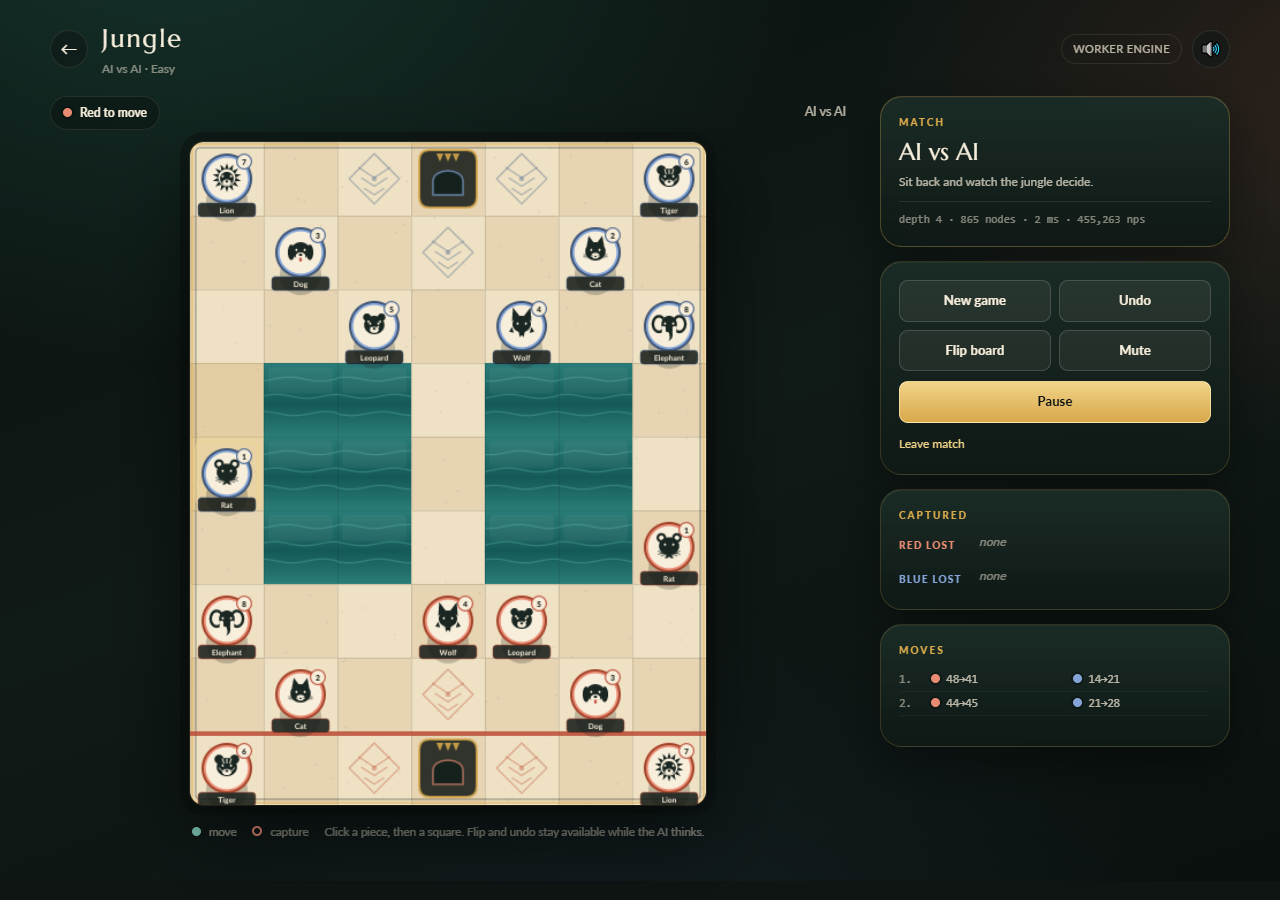 ←
Jungle
AI vs AI · Easy
WORKER ENGINE
Red to move
AI vs AI
7
Lion
6
Tiger
3
Dog
2
Cat
5
Leopard
4
Wolf
8
Elephant
1
Rat
1
Rat
8
Elephant
4
Wolf
5
Leopard
2
Cat
3
Dog
6
Tiger
7
Lion
move capture Click a piece, then a square. Flip and undo stay available while the AI thinks.
MATCH
AI vs AI
Sit back and watch the jungle decide.
depth 4 · 865 nodes · 2 ms · 455,263 nps
New game
Undo
Flip board
Mute
Pause
Leave match
CAPTURED
RED LOST none
BLUE LOST none
MOVES
1. 48→41 14→21
2. 44→45 21→28